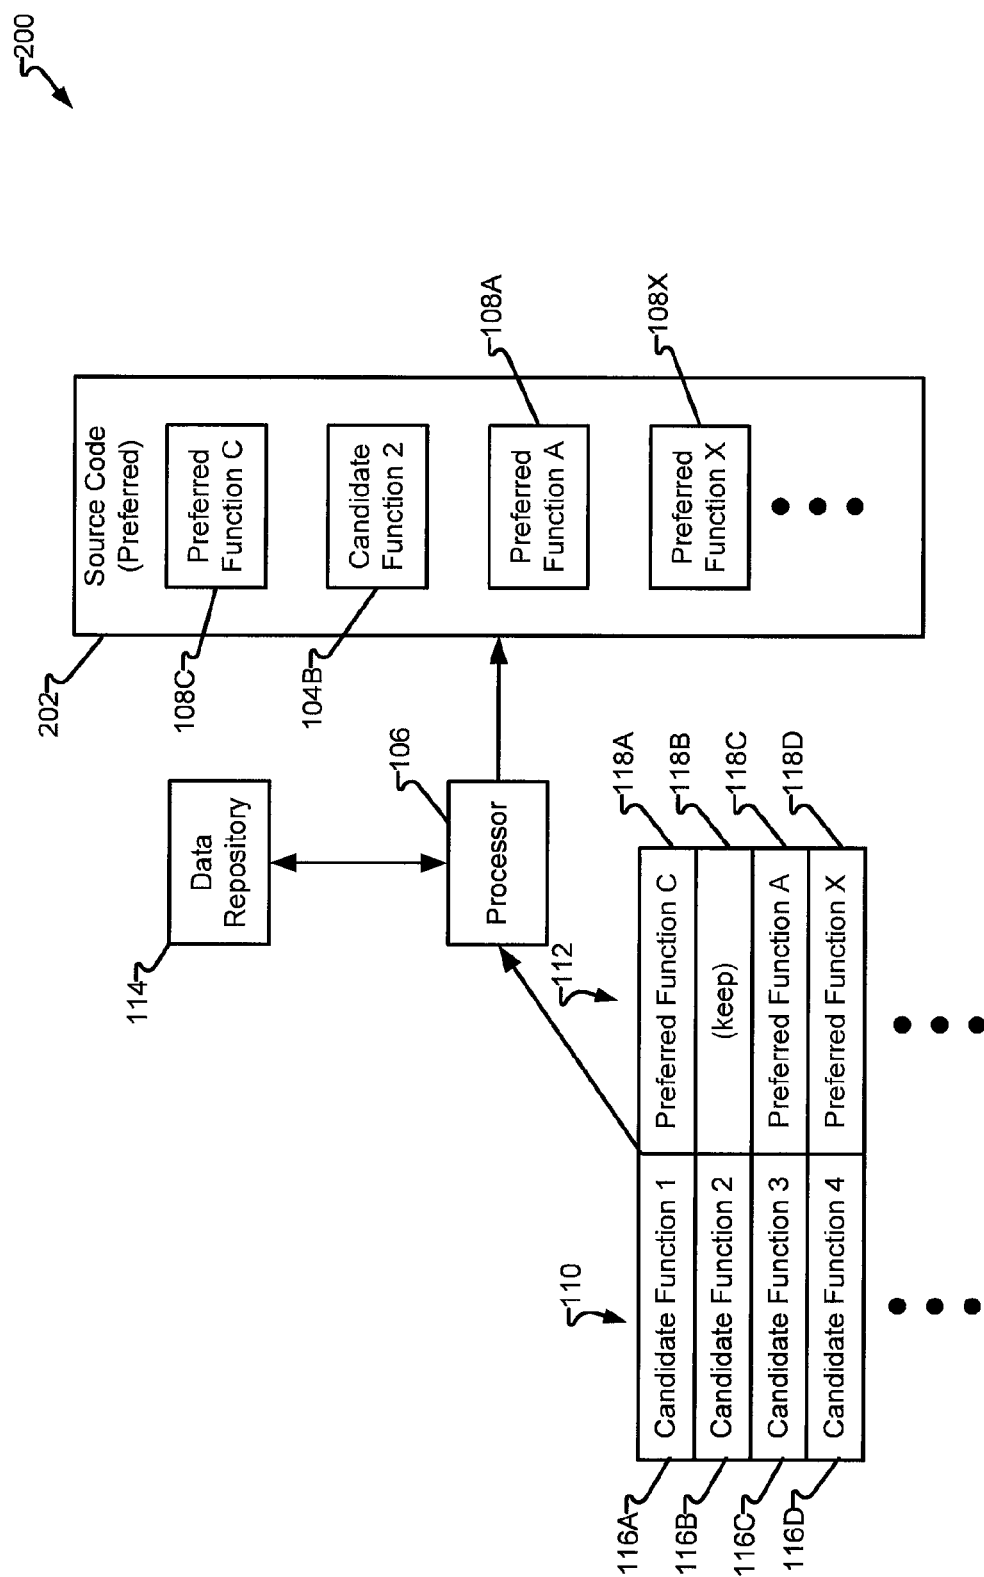 200
Source Code
(Preferred)
202
Preferred
Function C
108C
Candidate
Function 2
104B
Preferred
Function A
108A
Preferred
Function X
108X
Data
Repository
114
Processor
106
112
110
Candidate Function 1
Preferred Function C
116A
118A
Candidate Function 2
(keep)
116B
118B
Candidate Function 3
Preferred Function A
116C
118C
Candidate Function 4
Preferred Function X
116D
118D